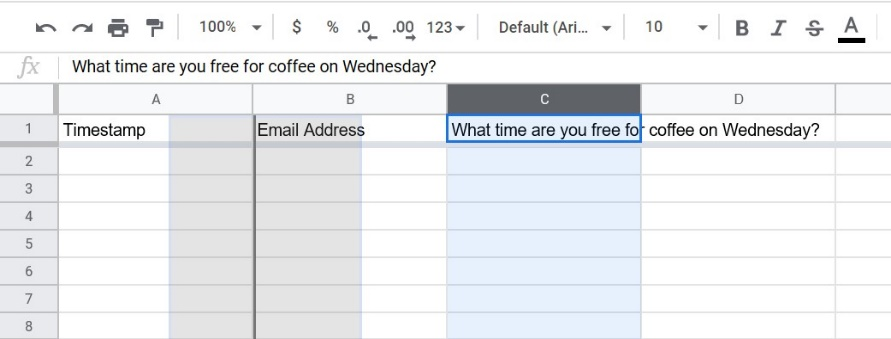 100% $ % .0 .00 123 Default (Ari... 10 B I S A
fx What time are you free for coffee on Wednesday?
A B C D
1 Timestamp Email Address What time are you free for coffee on Wednesday?
2
3
4
5
6
7
8